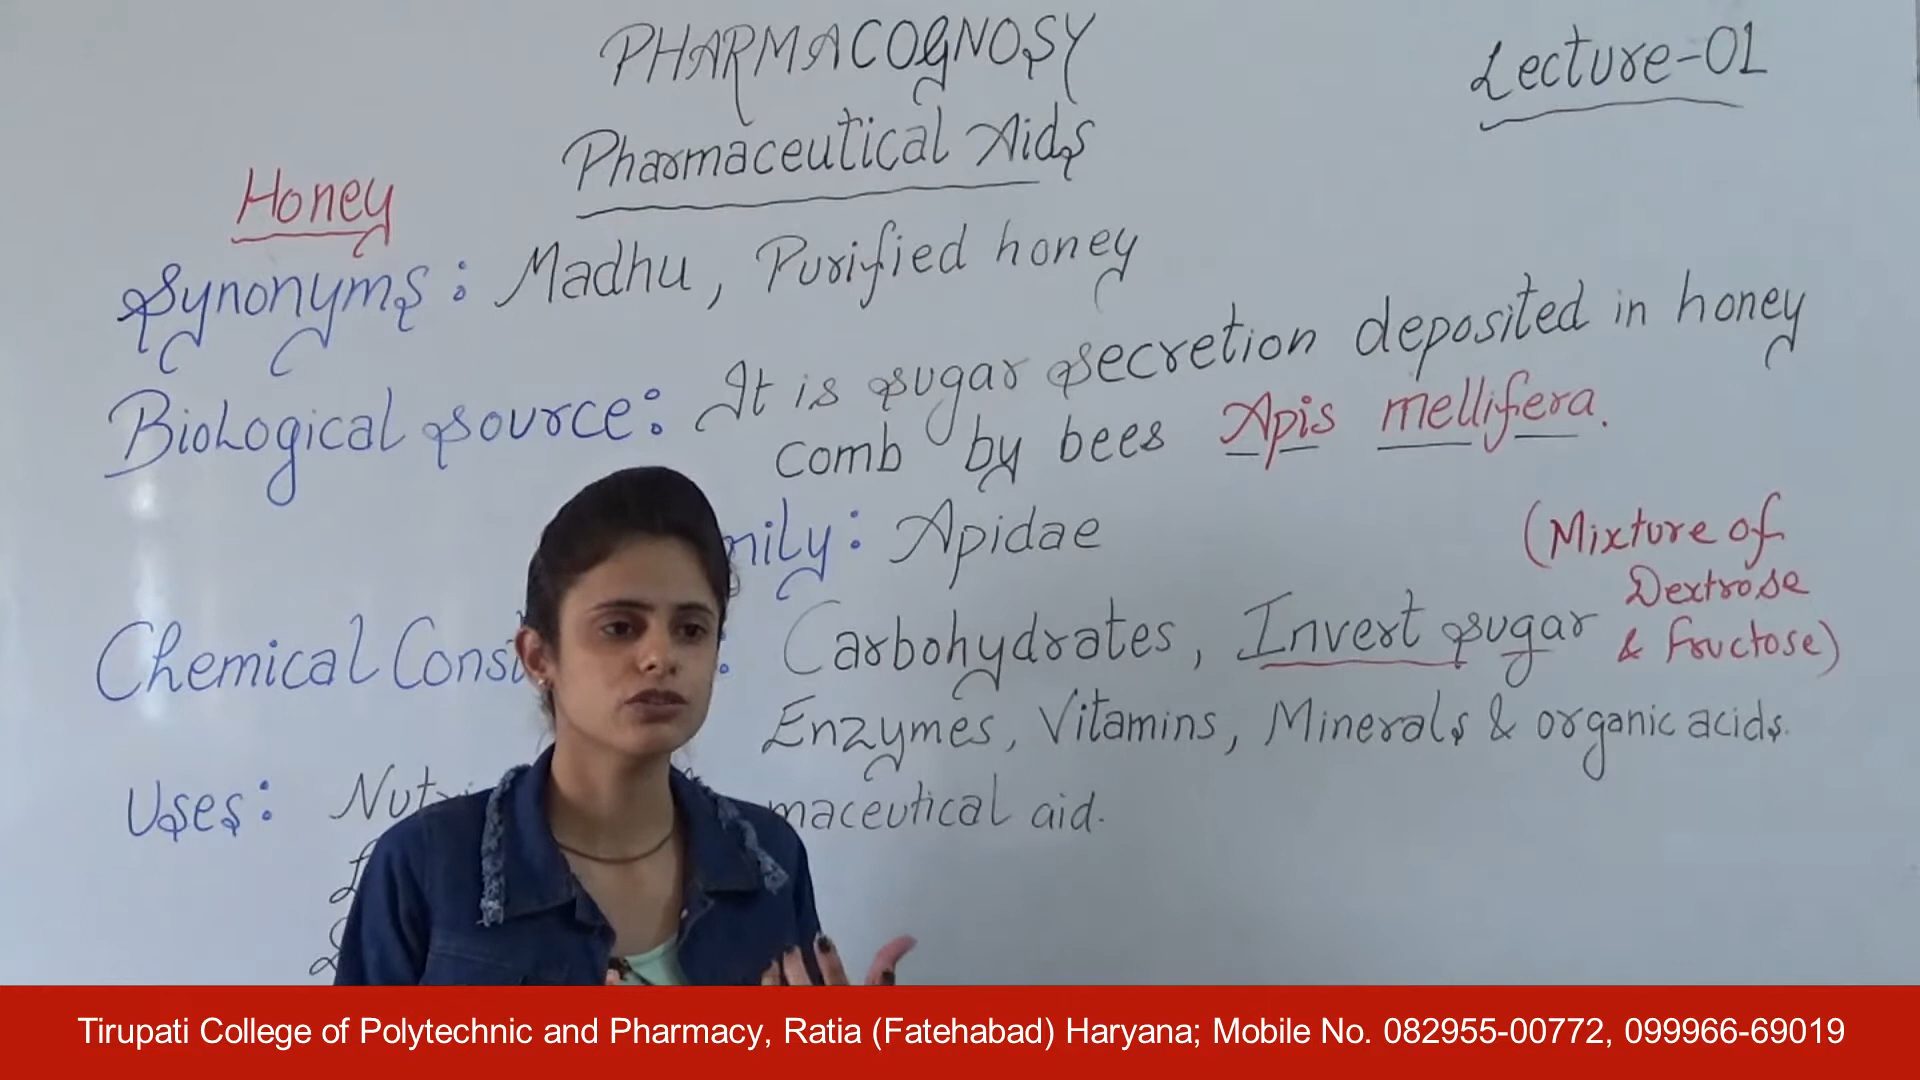 PHARMACOGNOSY
Lecture-01
Pharmaceutical Aids
Honey
Synonyms: Madhu, Purified honey
Biological source: It is sugar secretion deposited in honey
comb by bees Apis mellifera.
Apidae
(Mixture of
Dextrose
& Fructose)
Chemical : Carbohydrates, Invert sugar
Enzymes, Vitamins, Minerals & organic acids.
Uses: aid.
Tirupati College of Polytechnic and Pharmacy, Ratia (Fatehabad) Haryana; Mobile No. 082955-00772, 099966-69019